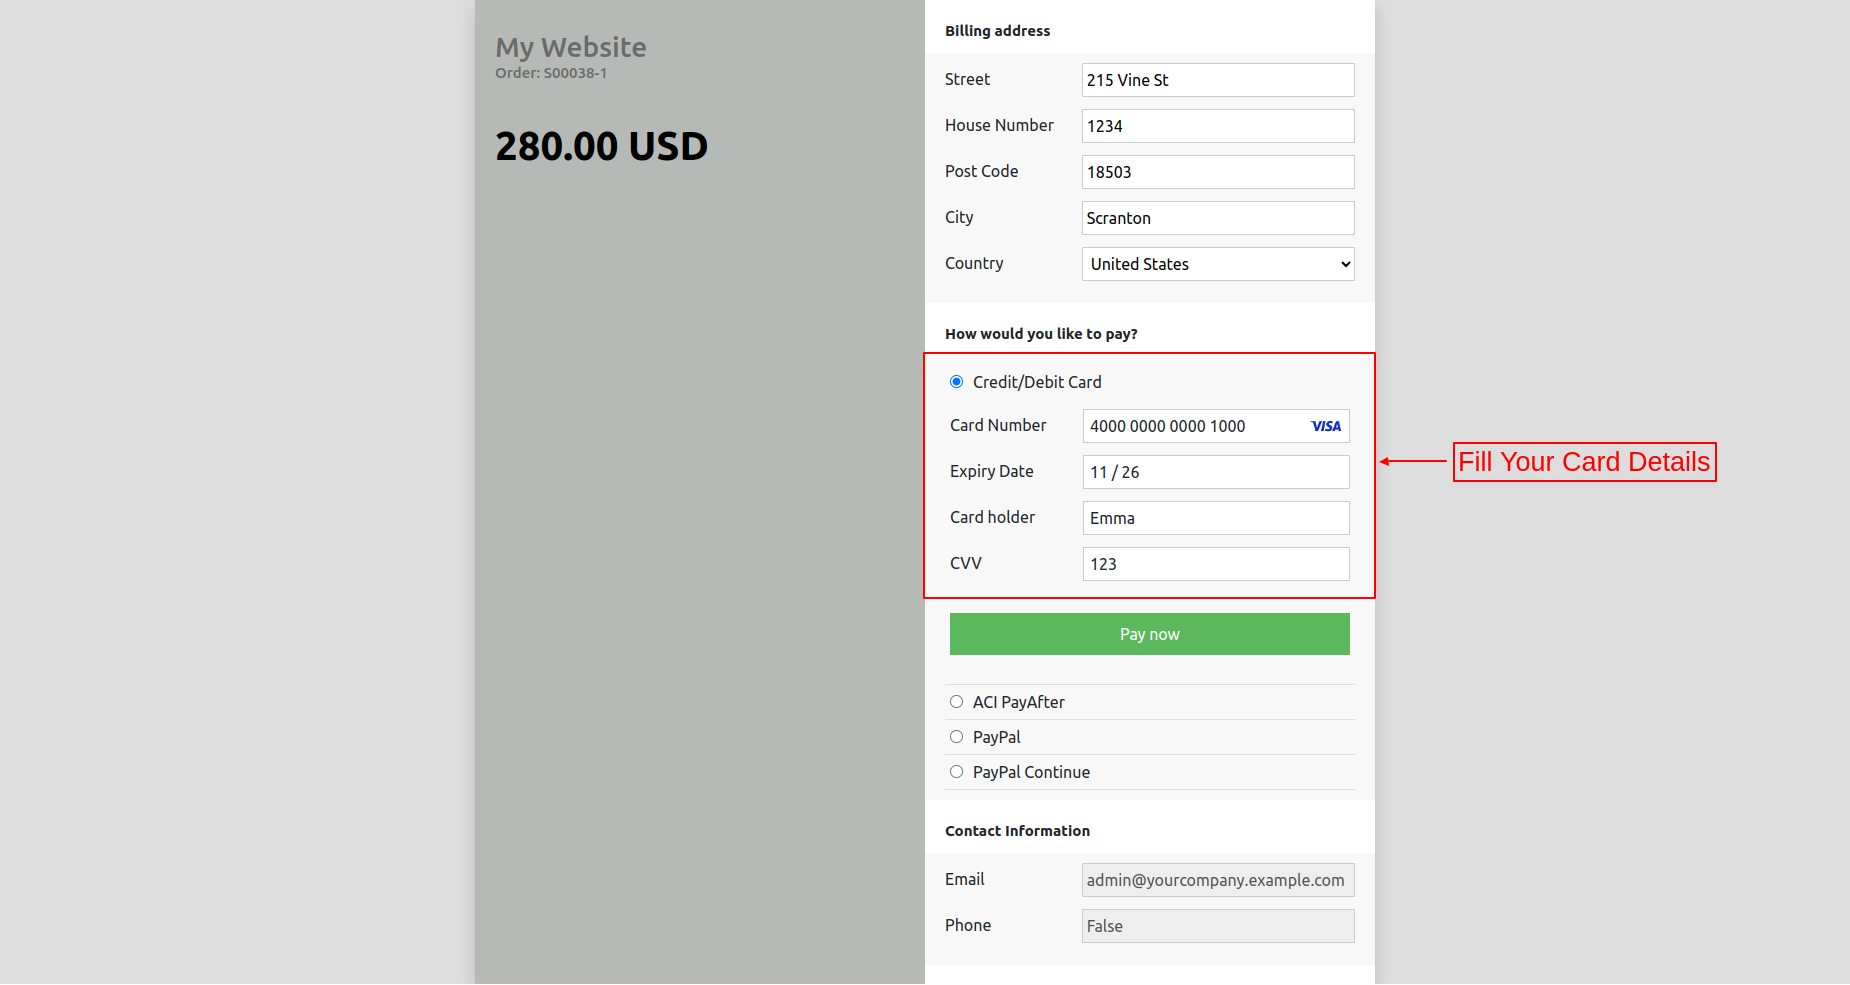 My Website
Order: S00038-1
280.00 USD
Billing address
Street 215 Vine St
House Number 1234
Post Code 18503
City Scranton
Country United States
How would you like to pay?
Credit/Debit Card
Card Number 4000 0000 0000 1000 VISA
Expiry Date 11 / 26
Card holder Emma
CVV 123
Fill Your Card Details
Pay now
ACI PayAfter
PayPal
PayPal Continue
Contact Information
Email admin@yourcompany.example.com
Phone False